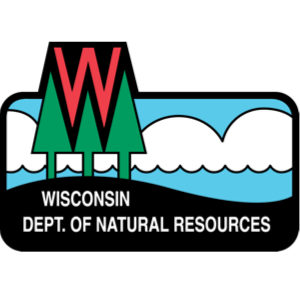 W
WISCONSIN
DEPT. OF NATURAL RESOURCES